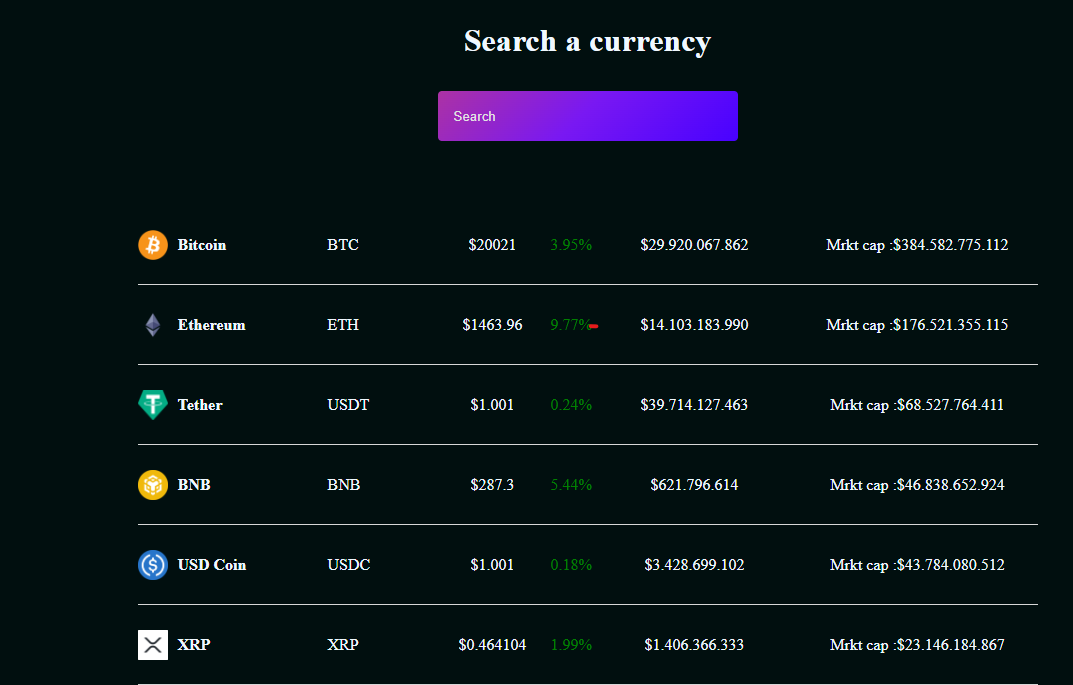 Search a currency
Search
Bitcoin BTC $20021 3.95% $29.920.067.862 Mrkt cap :$384.582.775.112
Ethereum ETH $1463.96 9.77% $14.103.183.990 Mrkt cap :$176.521.355.115
Tether USDT $1.001 0.24% $39.714.127.463 Mrkt cap :$68.527.764.411
BNB BNB $287.3 5.44% $621.796.614 Mrkt cap :$46.838.652.924
USD Coin USDC $1.001 0.18% $3.428.699.102 Mrkt cap :$43.784.080.512
XRP XRP $0.464104 1.99% $1.406.366.333 Mrkt cap :$23.146.184.867